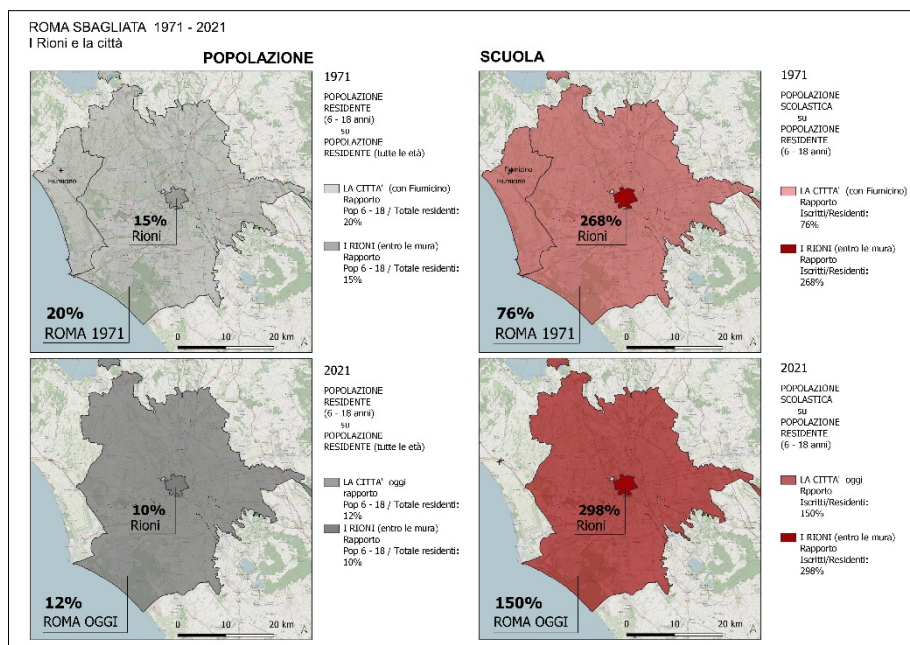 ROMA SBAGLIATA 1971 - 2021
I Rioni e la città
POPOLAZIONE
Fiumicino
Fiumicino
15%
Rioni
20%
ROMA 1971
0 10 20 km
1971
POPOLAZIONE
RESIDENTE
(6 - 18 anni)
su
POPOLAZIONE
RESIDENTE (tutte le età)
LA CITTA' (con Fiumicino)
Rapporto
Pop 6 - 18 / Totale residenti:
20%
I RIONI (entro le mura)
Rapporto
Pop 6 - 18 / Totale residenti:
15%
SCUOLA
Fiumicino
Fiumicino
268%
Rioni
76%
ROMA 1971
0 10 20 km
1971
POPOLAZIONE
SCOLASTICA
su
POPOLAZIONE
RESIDENTE
(6 - 18 anni)
LA CITTA' (con Fiumicino)
Rapporto
Iscritti/Residenti:
76%
I RIONI (entro le mura)
Rapporto
Iscritti/Residenti:
268%
10%
Rioni
12%
ROMA OGGI
0 10 20 km
2021
POPOLAZIONE
RESIDENTE
(6 - 18 anni)
su
POPOLAZIONE
RESIDENTE (tutte le età)
LA CITTA' oggi
rapporto
Pop 6 - 18 / Totale residenti:
12%
I RIONI (entro le mura)
Rapporto
Pop 6 - 18 / Totale residenti:
10%
298%
Rioni
150%
ROMA OGGI
0 10 20 km
2021
POPOLAZIONE
SCOLASTICA
su
POPOLAZIONE
RESIDENTE
(6 - 18 anni)
LA CITTA' oggi
Rpporto
Iscritti/Residenti:
150%
I RIONI (entro le mura)
Rapporto
Iscritti/Residenti:
298%